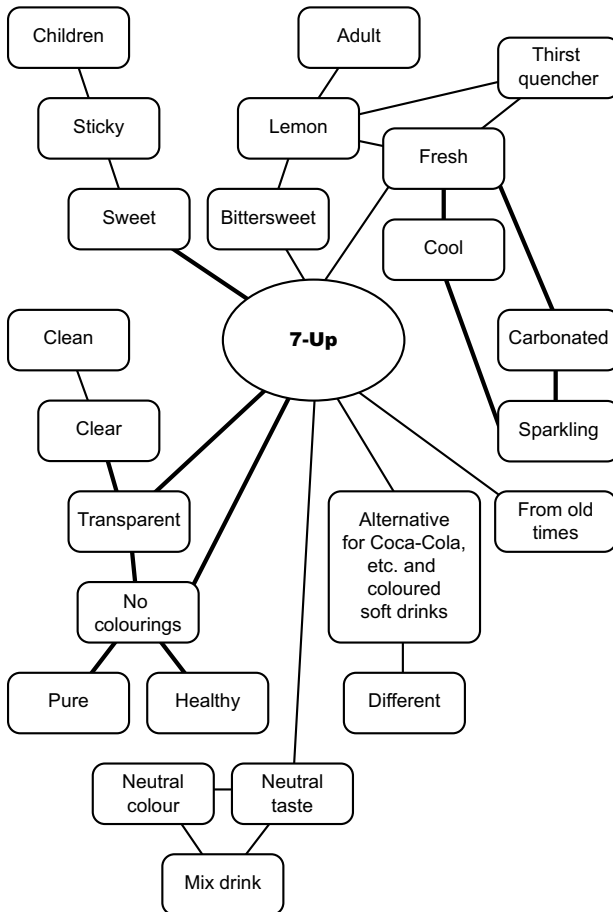 Children
Adult
Thirst
quencher
Sticky
Lemon
Fresh
Sweet
Bittersweet
Cool
7-Up
Clean
Carbonated
Clear
Sparkling
Transparent
Alternative
for Coca-Cola,
etc. and
coloured
soft drinks
From old
times
No
colourings
Pure
Healthy
Different
Neutral
colour
Neutral
taste
Mix drink